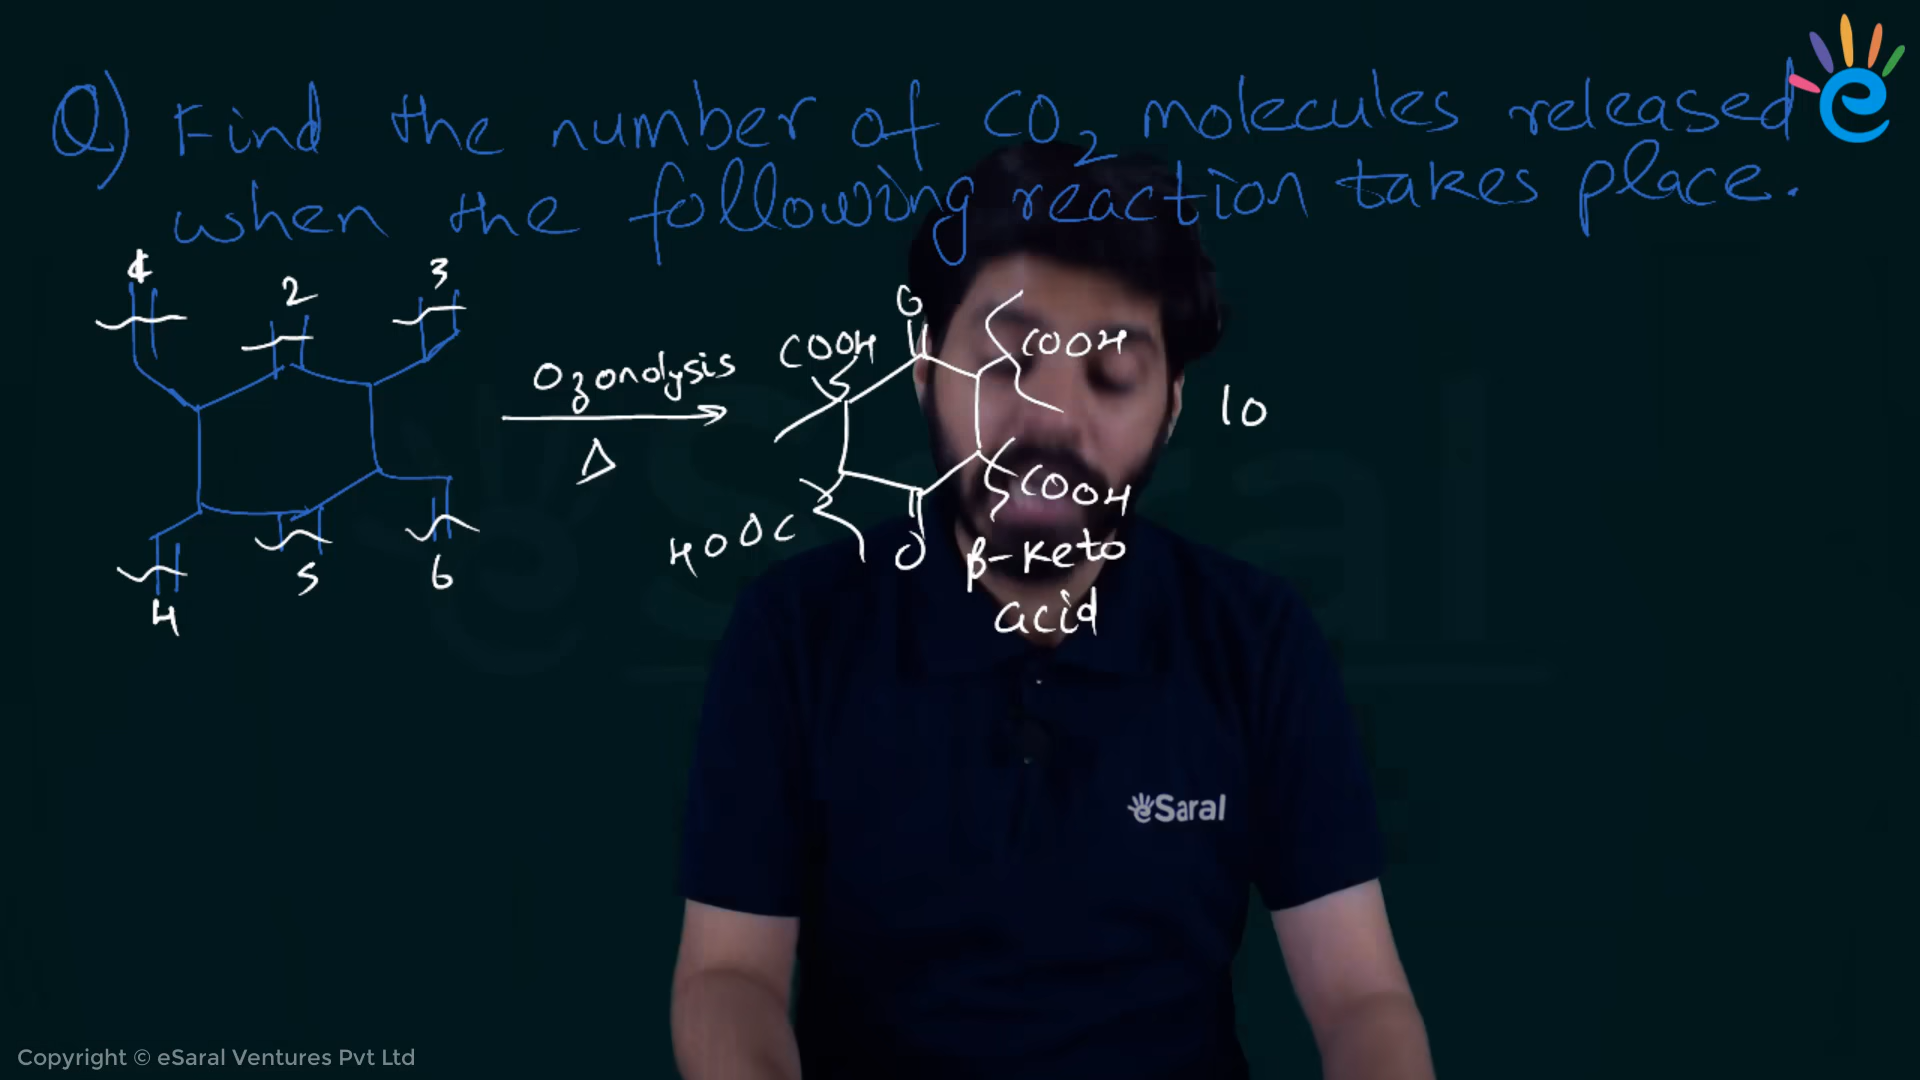 Q) Find the number of CO2 molecules released
when the following reaction takes place.
1 2 3
Ozonolysis
Δ
4 5 6
COOH O COOH
10
HOOC O COOH
β-Keto
acid
eSaral
Copyright © eSaral Ventures Pvt Ltd